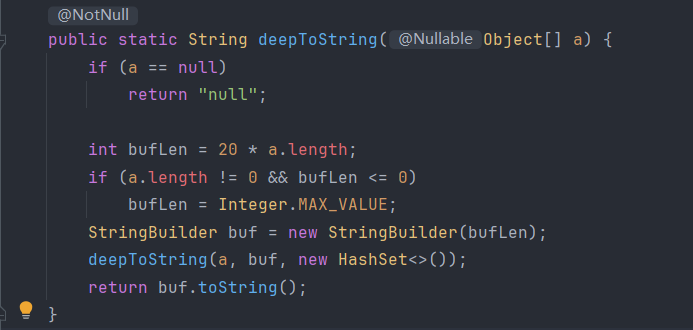 @NotNull
public static String deepToString( @Nullable Object[] a) {
    if (a == null)
        return "null";

    int bufLen = 20 * a.length;
    if (a.length != 0 && bufLen <= 0)
        bufLen = Integer.MAX_VALUE;
    StringBuilder buf = new StringBuilder(bufLen);
    deepToString(a, buf, new HashSet<>());
    return buf.toString();
}